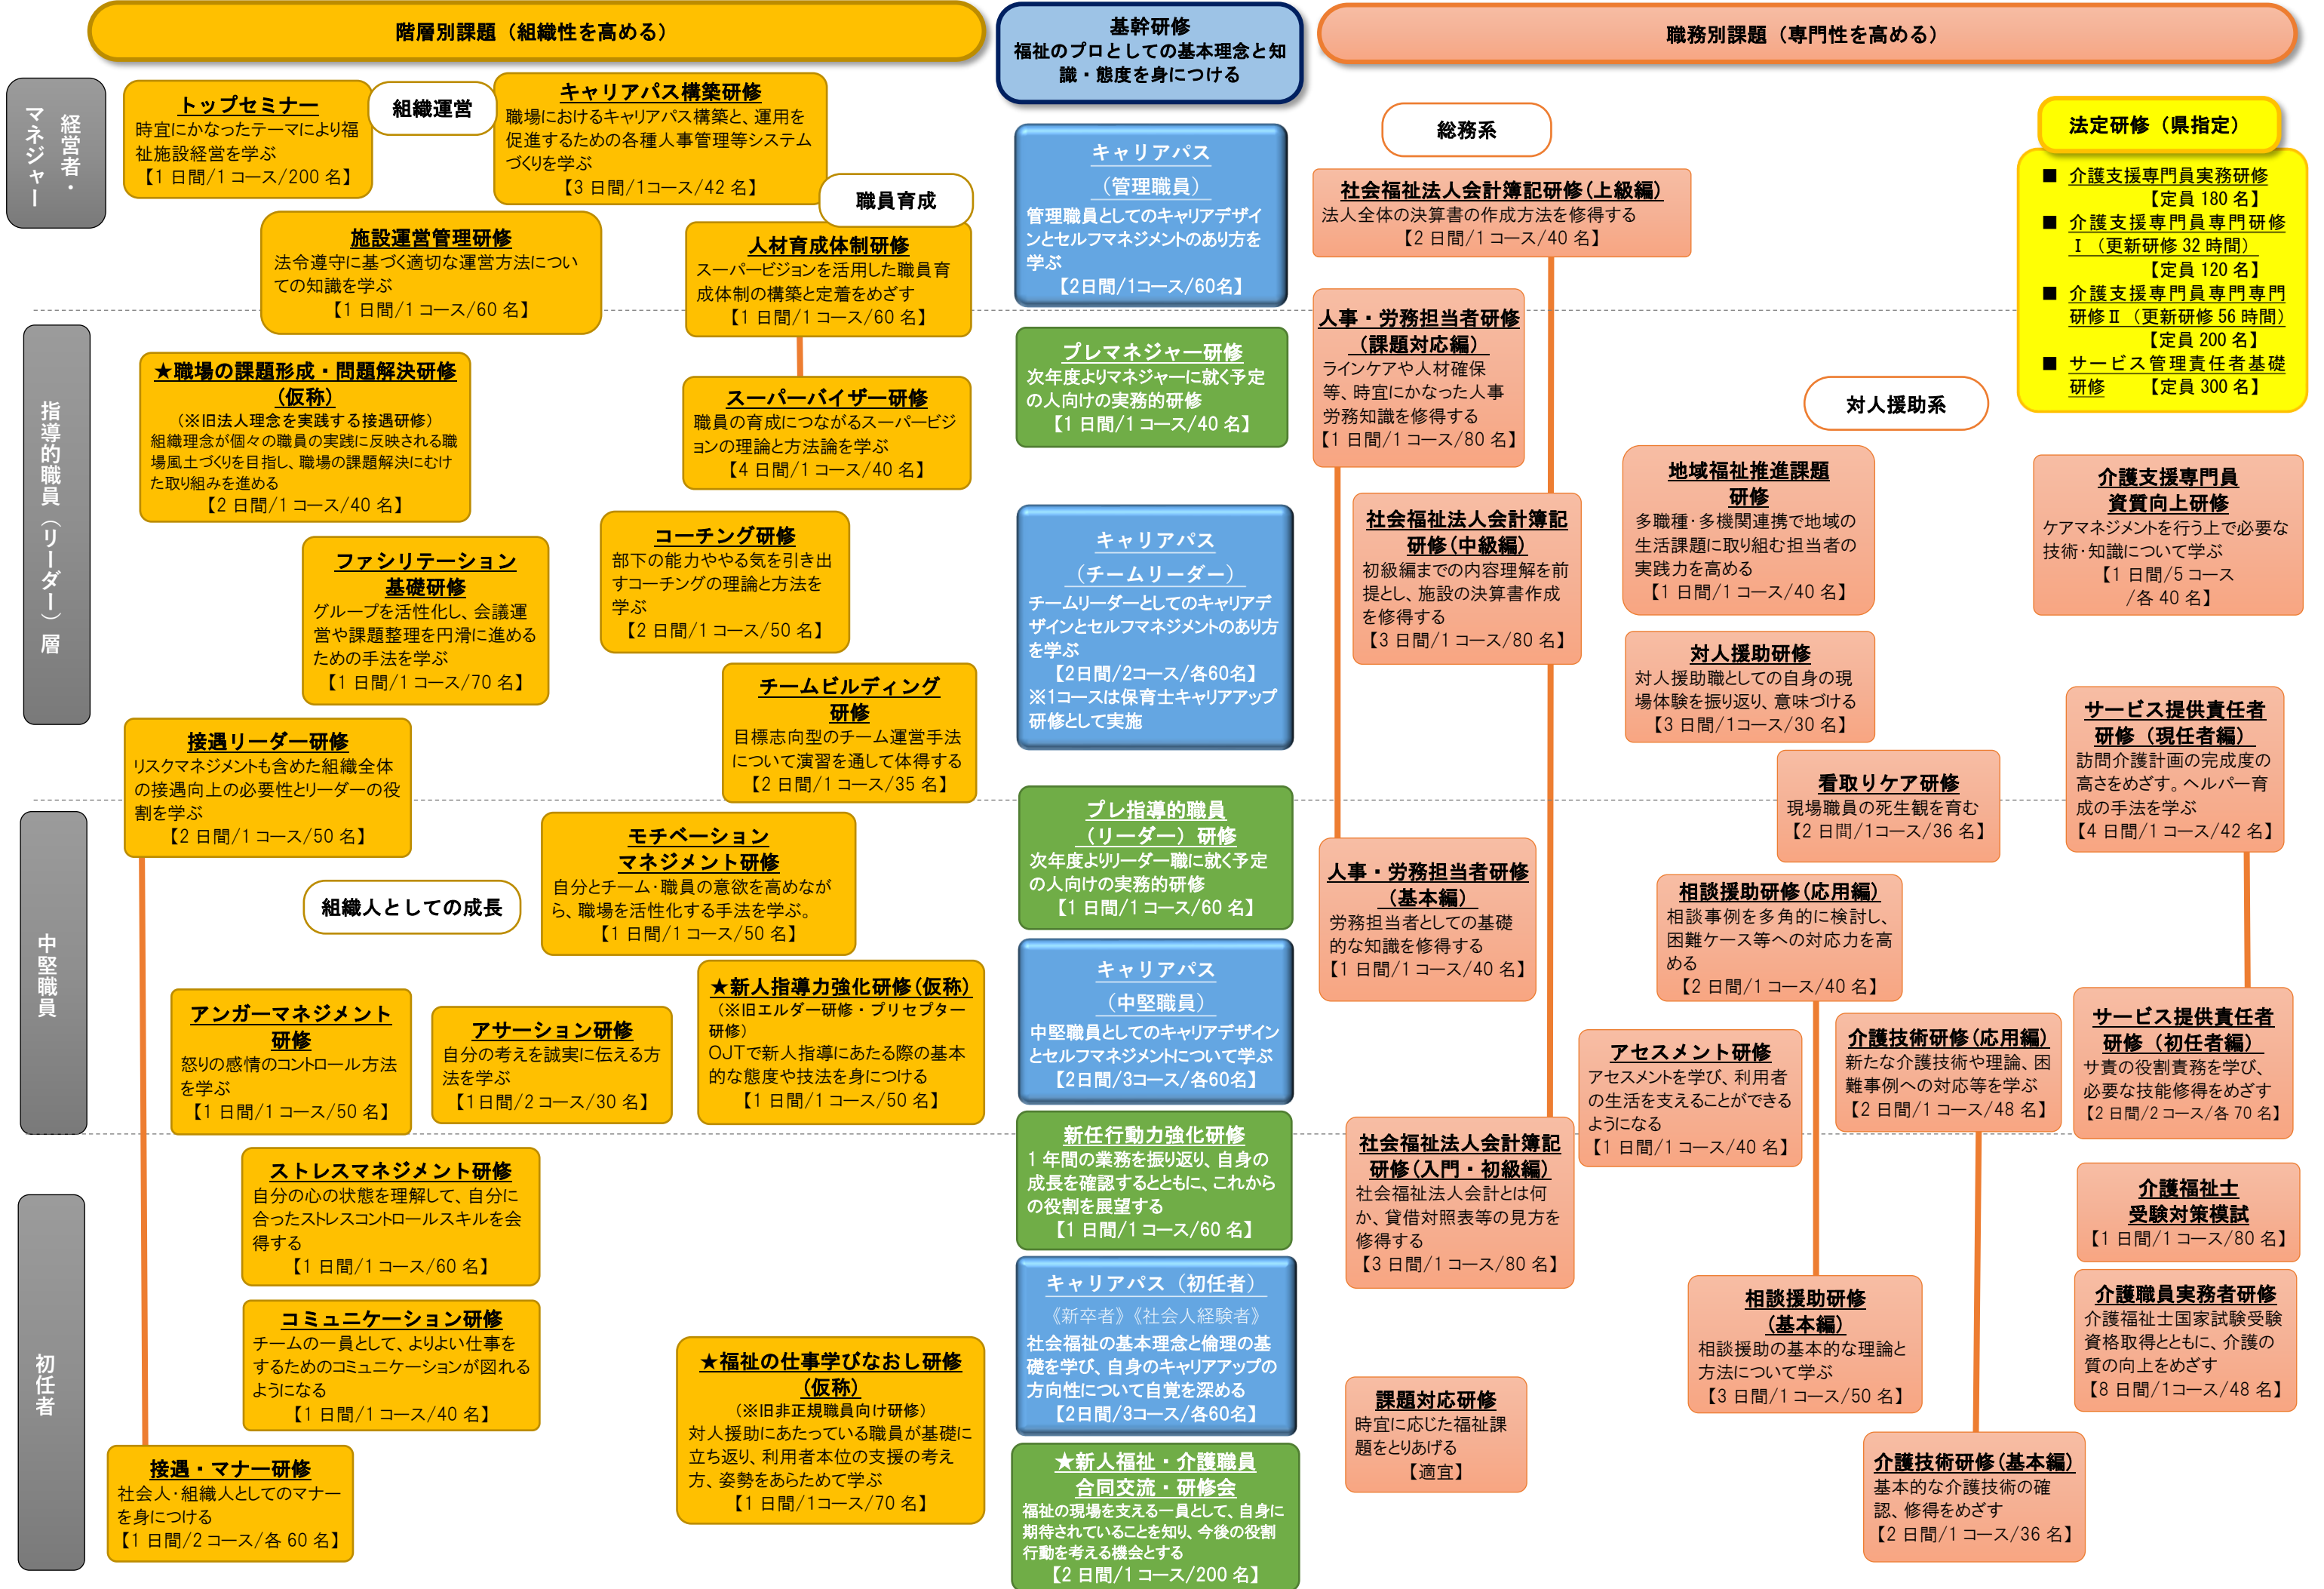 階層別課題（組織性を高める）
基幹研修
福祉のプロとしての基本理念と知
識・態度を身につける
職務別課題（専門性を高める）
経営者・
マネジャー
トップセミナー
時宜にかなったテーマにより福
祉施設経営を学ぶ
【1 日間/1 コース/200 名】
組織運営
キャリアパス構築研修
職場におけるキャリアパス構築と、運用を
促進するための各種人事管理等システム
づくりを学ぶ
【3 日間/1コース/42 名】
職員育成
施設運営管理研修
法令遵守に基づく適切な運営方法につい
ての知識を学ぶ
【1 日間/1 コース/60 名】
人材育成体制研修
スーパービジョンを活用した職員育
成体制の構築と定着をめざす
【1 日間/1 コース/60 名】
キャリアパス
（管理職員）
管理職員としてのキャリアデザイ
ンとセルフマネジメントのあり方を
学ぶ
【2日間/1コース/60名】
総務系
社会福祉法人会計簿記研修（上級編）
法人全体の決算書の作成方法を修得する
【2 日間/1 コース/40 名】
法定研修（県指定）
■ 介護支援専門員実務研修
【定員 180 名】
■ 介護支援専門員専門研修
Ⅰ（更新研修 32 時間）
【定員 120 名】
■ 介護支援専門員専門専門
研修Ⅱ（更新研修 56 時間）
【定員 200 名】
■ サービス管理責任者基礎
研修 【定員 300 名】
指導的職員（リーダー）層
★職場の課題形成・問題解決研修
（仮称）
（※旧法人理念を実践する接遇研修）
組織理念が個々の職員の実践に反映される職
場風土づくりを目指し、職場の課題解決にむけ
た取り組みを進める
【2 日間/1 コース/40 名】
スーパーバイザー研修
職員の育成につながるスーパービジ
ョンの理論と方法論を学ぶ
【4 日間/1 コース/40 名】
プレマネジャー研修
次年度よりマネジャーに就く予定
の人向けの実務的研修
【1 日間/1 コース/40 名】
人事・労務担当者研修
（課題対応編）
ラインケアや人材確保
等、時宜にかなった人事
労務知識を修得する
【1 日間/1 コース/80 名】
対人援助系
ファシリテーション
基礎研修
グループを活性化し、会議運
営や課題整理を円滑に進める
ための手法を学ぶ
【1 日間/1 コース/70 名】
コーチング研修
部下の能力ややる気を引き出
すコーチングの理論と方法を
学ぶ
【2 日間/1 コース/50 名】
チームビルディング
研修
目標志向型のチーム運営手法
について演習を通して体得する
【2 日間/1 コース/35 名】
キャリアパス
（チームリーダー）
チームリーダーとしてのキャリアデ
ザインとセルフマネジメントのあり方
を学ぶ
【2日間/2コース/各60名】
※1コースは保育士キャリアアップ
研修として実施
社会福祉法人会計簿記
研修（中級編）
初級編までの内容理解を前
提とし、施設の決算書作成
を修得する
【3 日間/1 コース/80 名】
地域福祉推進課題
研修
多職種・多機関連携で地域の
生活課題に取り組む担当者の
実践力を高める
【1 日間/1 コース/40 名】
介護支援専門員
資質向上研修
ケアマネジメントを行う上で必要な
技術・知識について学ぶ
【1 日間/5 コース
/各 40 名】
対人援助研修
対人援助職としての自身の現
場体験を振り返り、意味づける
【3 日間/1コース/30 名】
サービス提供責任者
研修（現任者編）
訪問介護計画の完成度の
高さをめざす。ヘルパー育
成の手法を学ぶ
【4 日間/1 コース/42 名】
看取りケア研修
現場職員の死生観を育む
【2 日間/1コース/36 名】
接遇リーダー研修
リスクマネジメントも含めた組織全体
の接遇向上の必要性とリーダーの役
割を学ぶ
【2 日間/1 コース/50 名】
中堅職員
組織人としての成長
モチベーション
マネジメント研修
自分とチーム・職員の意欲を高めなが
ら、職場を活性化する手法を学ぶ。
【1 日間/1 コース/50 名】
プレ指導的職員
（リーダー）研修
次年度よりリーダー職に就く予定
の人向けの実務的研修
【1 日間/1 コース/60 名】
人事・労務担当者研修
（基本編）
労務担当者としての基礎
的な知識を修得する
【1 日間/1 コース/40 名】
相談援助研修（応用編）
相談事例を多角的に検討し、
困難ケース等への対応力を高
める
【2 日間/1 コース/40 名】
アンガーマネジメント
研修
怒りの感情のコントロール方法
を学ぶ
【1 日間/1 コース/50 名】
アサーション研修
自分の考えを誠実に伝える方
法を学ぶ
【1日間/2 コース/30 名】
★新人指導力強化研修（仮称）
（※旧エルダー研修・プリセプター
研修）
OJTで新人指導にあたる際の基本
的な態度や技法を身につける
【1 日間/1 コース/50 名】
キャリアパス
（中堅職員）
中堅職員としてのキャリアデザイン
とセルフマネジメントについて学ぶ
【2日間/3コース/各60名】
アセスメント研修
アセスメントを学び、利用者
の生活を支えることができる
ようになる
【1 日間/1 コース/40 名】
介護技術研修（応用編）
新たな介護技術や理論、困
難事例への対応等を学ぶ
【2 日間/1 コース/48 名】
サービス提供責任者
研修（初任者編）
サ責の役割責務を学び、
必要な技能修得をめざす
【2 日間/2 コース/各 70 名】
初任者
ストレスマネジメント研修
自分の心の状態を理解して、自分に
合ったストレスコントロールスキルを会
得する
【1 日間/1 コース/60 名】
新任行動力強化研修
1 年間の業務を振り返り、自身の
成長を確認するとともに、これから
の役割を展望する
【1 日間/1 コース/60 名】
社会福祉法人会計簿記
研修（入門・初級編）
社会福祉法人会計とは何
か、貸借対照表等の見方を
修得する
【3 日間/1 コース/80 名】
介護福祉士
受験対策模試
【1 日間/1 コース/80 名】
コミュニケーション研修
チームの一員として、よりよい仕事を
するためのコミュニケーションが図れる
ようになる
【1 日間/1 コース/40 名】
★福祉の仕事学びなおし研修
（仮称）
（※旧非正規職員向け研修）
対人援助にあたっている職員が基礎に
立ち返り、利用者本位の支援の考え
方、姿勢をあらためて学ぶ
【1 日間/1コース/70 名】
キャリアパス（初任者）
《新卒者》《社会人経験者》
社会福祉の基本理念と倫理の基
礎を学び、自身のキャリアアップの
方向性について自覚を深める
【2日間/3コース/各60名】
相談援助研修
（基本編）
相談援助の基本的な理論と
方法について学ぶ
【3 日間/1 コース/50 名】
介護職員実務者研修
介護福祉士国家試験受験
資格取得とともに、介護の
質の向上をめざす
【8 日間/1コース/48 名】
課題対応研修
時宜に応じた福祉課
題をとりあげる
【適宜】
接遇・マナー研修
社会人・組織人としてのマナー
を身につける
【1 日間/2 コース/各 60 名】
★新人福祉・介護職員
合同交流・研修会
福祉の現場を支える一員として、自身に
期待されていることを知り、今後の役割
行動を考える機会とする
【2 日間/1 コース/200 名】
介護技術研修（基本編）
基本的な介護技術の確
認、修得をめざす
【2 日間/1 コース/36 名】